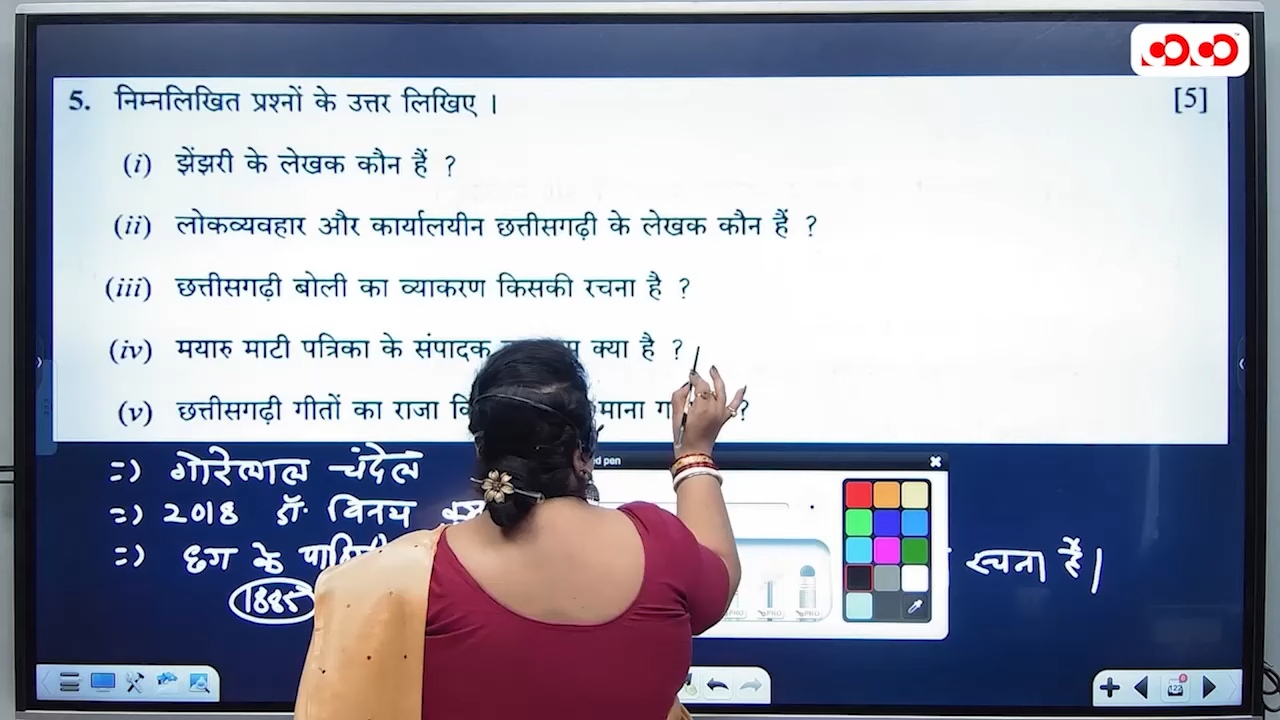 5. निम्नलिखित प्रश्नों के उत्तर लिखिए । [5]
(i) झेंझरी के लेखक कौन हैं ?
(ii) लोकव्यवहार और कार्यालयीन छत्तीसगढ़ी के लेखक कौन हैं ?
(iii) छत्तीसगढ़ी बोली का व्याकरण किसकी रचना है ?
(iv) मयारु माटी पत्रिका के संपादक क्या है ?
(v) छत्तीसगढ़ी गीतों का राजा माना ?
=) गोरेलाल चंदेल
=) 2018 डॉ. विनय
=) छग के रचना है।
1885